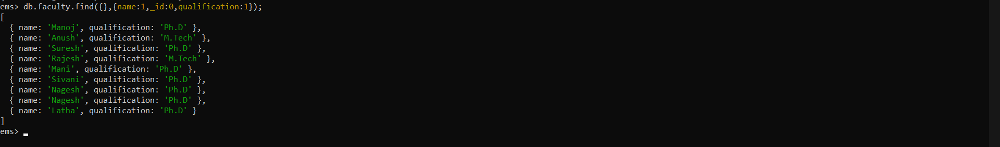 ems> db.faculty.find({},{name:1,_id:0,qualification:1});
[
  { name: 'Manoj', qualification: 'Ph.D' },
  { name: 'Anush', qualification: 'M.Tech' },
  { name: 'Suresh', qualification: 'Ph.D' },
  { name: 'Rajesh', qualification: 'M.Tech' },
  { name: 'Mani', qualification: 'Ph.D' },
  { name: 'Sivani', qualification: 'Ph.D' },
  { name: 'Nagesh', qualification: 'Ph.D' },
  { name: 'Nagesh', qualification: 'Ph.D' },
  { name: 'Latha', qualification: 'Ph.D' }
]
ems>